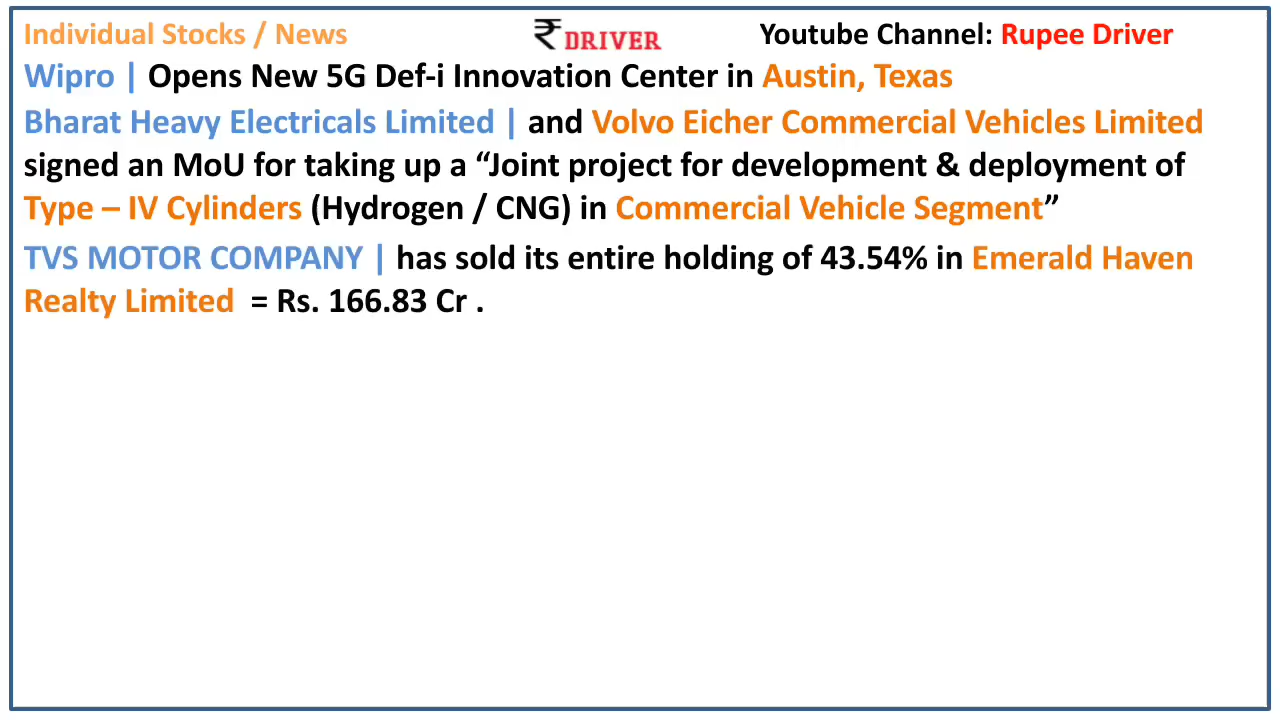 Individual Stocks / News ₹ DRIVER Youtube Channel: Rupee Driver
Wipro | Opens New 5G Def-i Innovation Center in Austin, Texas
Bharat Heavy Electricals Limited | and Volvo Eicher Commercial Vehicles Limited
signed an MoU for taking up a “Joint project for development & deployment of
Type – IV Cylinders (Hydrogen / CNG) in Commercial Vehicle Segment”
TVS MOTOR COMPANY | has sold its entire holding of 43.54% in Emerald Haven
Realty Limited = Rs. 166.83 Cr .